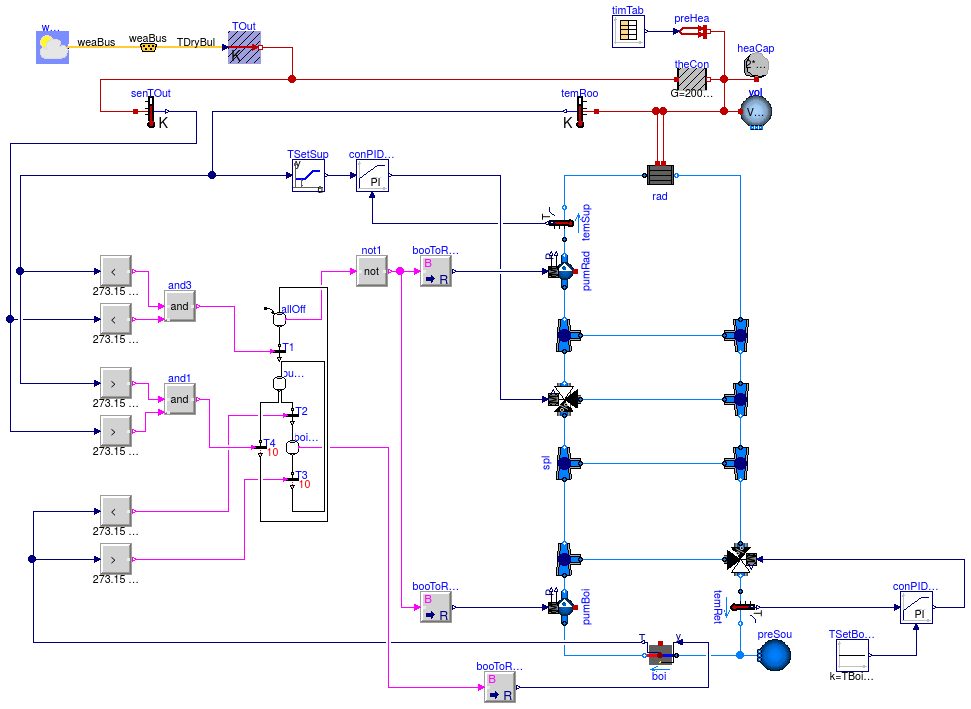 timTab
preHea
w...
weaBus
weaBus
TDryBul
TOut
K
heaCap
theCon
2*...
G=200...
senTOut
K
temRoo
K
vol
V...
TSetSup
y
conPID...
PI
rad
T
temSup
not1
not
booToR...
B
R
pumRad
<
273.15 ...
and3
and
<
273.15 ...
allOff
T1
>
273.15 ...
and1
and
pu...
T2
>
273.15 ...
T4
10
boi...
T3
10
spl
<
273.15 ...
>
273.15 ...
booToR...
B
R
pumBoi
M
temRet
T
conPID...
PI
T
V
boi
preSou
TSetBo...
k=TBoi...
booToR...
B
R